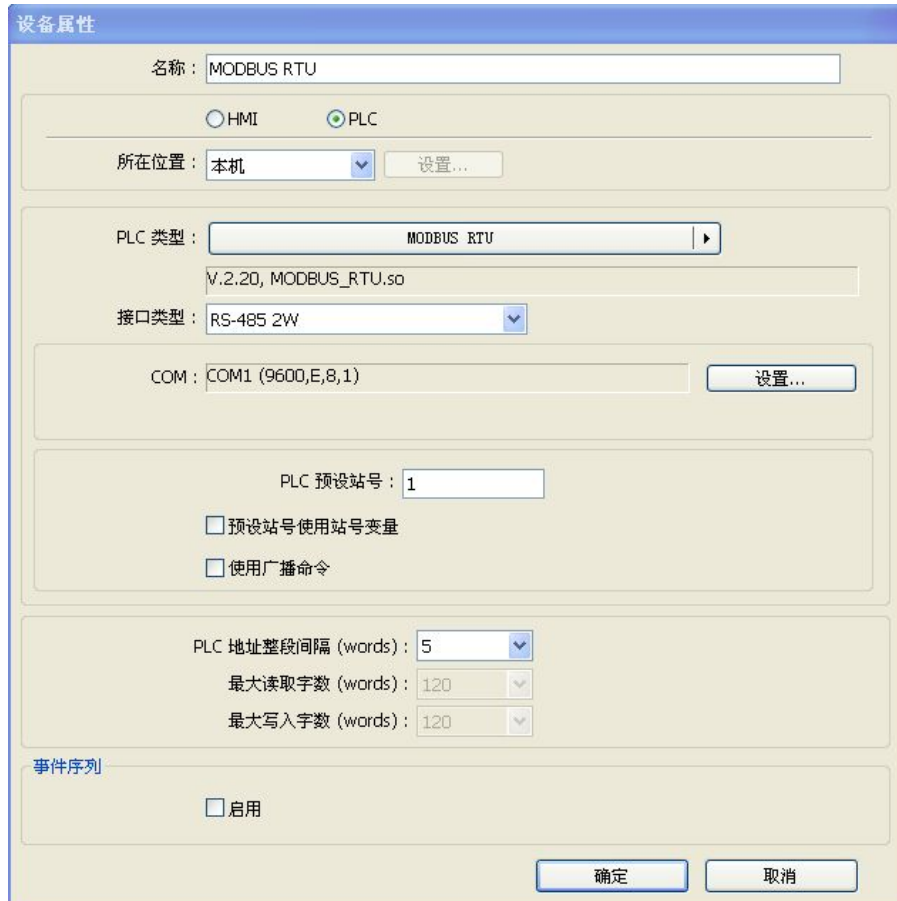 设备属性
名称： MODBUS RTU
HMI PLC
所在位置： 本机 设置...
PLC 类型： MODBUS RTU
V.2.20, MODBUS_RTU.so
接口类型： RS-485 2W
COM： COM1 (9600,E,8,1) 设置...
PLC 预设站号： 1
预设站号使用站号变量
使用广播命令
PLC 地址整段间隔 (words)： 5
最大读取字数 (words)： 120
最大写入字数 (words)： 120
事件序列
启用
确定 取消